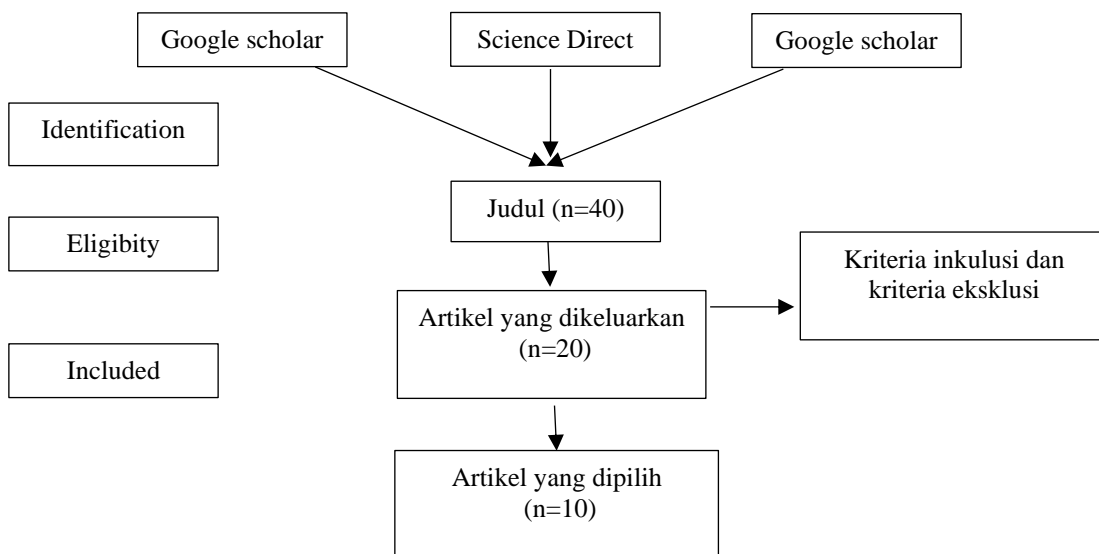 Google scholar
Science Direct
Google scholar
Identification
Judul (n=40)
Eligibity
Kriteria inkulusi dan
kriteria eksklusi
Artikel yang dikeluarkan
(n=20)
Included
Artikel yang dipilih
(n=10)